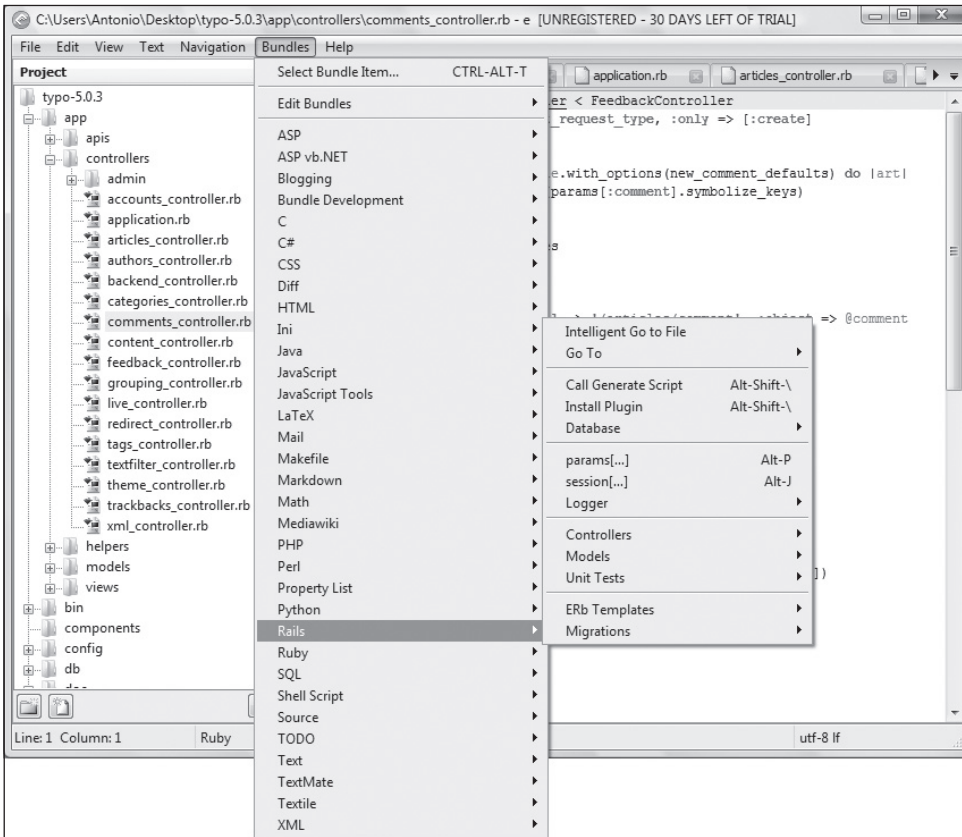 C:\Users\Antonio\Desktop\typo-5.0.3\app\controllers\comments_controller.rb - e [UNREGISTERED - 30 DAYS LEFT OF TRIAL]
File Edit View Text Navigation Bundles Help
Project
typo-5.0.3
app
apis
controllers
admin
accounts_controller.rb
application.rb
articles_controller.rb
authors_controller.rb
backend_controller.rb
categories_controller.rb
comments_controller.rb
content_controller.rb
feedback_controller.rb
grouping_controller.rb
live_controller.rb
redirect_controller.rb
tags_controller.rb
textfilter_controller.rb
theme_controller.rb
trackbacks_controller.rb
xml_controller.rb
helpers
models
views
bin
components
config
db
Select Bundle Item... CTRL-ALT-T
Edit Bundles
ASP
ASP vb.NET
Blogging
Bundle Development
C
C#
CSS
Diff
HTML
Ini
Java
JavaScript
JavaScript Tools
LaTeX
Mail
Makefile
Markdown
Math
Mediawiki
PHP
Perl
Property List
Python
Rails
Ruby
SQL
Shell Script
Source
TODO
Text
TextMate
Textile
XML
application.rb articles_controller.rb
er < FeedbackController
_request_type, :only => [:create]
e.with_options(new_comment_defaults) do |art|
params[:comment].symbolize_keys)
s
=> @comment
])
Intelligent Go to File
Go To
Call Generate Script Alt-Shift-\
Install Plugin Alt-Shift-\
Database
params[...] Alt-P
session[...] Alt-J
Logger
Controllers
Models
Unit Tests
ERb Templates
Migrations
Line: 1 Column: 1 Ruby utf-8 lf